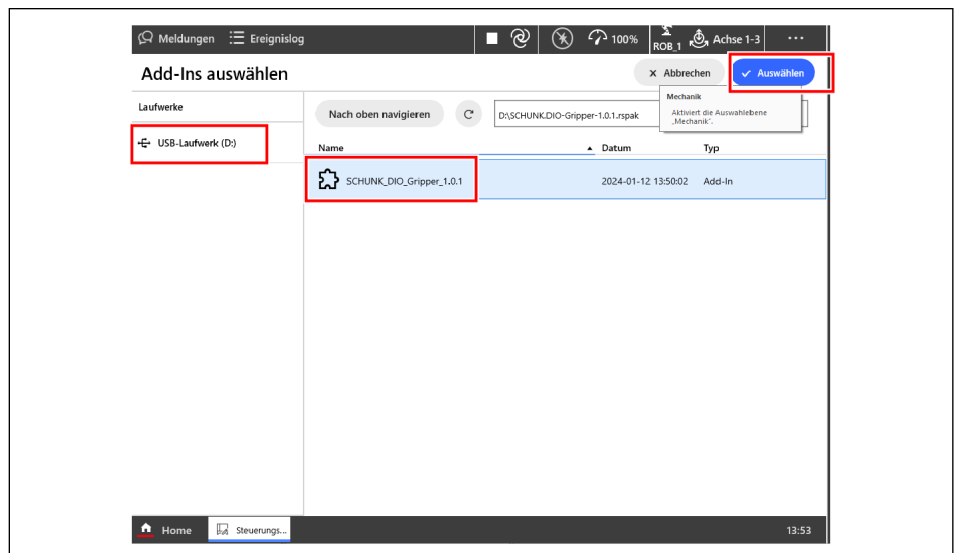 Meldungen Ereignislog 100% ROB_1 Achse 1-3 ...
Add-Ins auswählen Abbrechen Auswählen
Mechanik
Aktiviert die Auswahlebene
„Mechanik“.
Laufwerke
Nach oben navigieren D:\SCHUNK.DIO-Gripper-1.0.1.rspak
USB-Laufwerk (D:)
Name Datum Typ
SCHUNK_DIO_Gripper_1.0.1 2024-01-12 13:50:02 Add-In
Home Steuerungs... 13:53